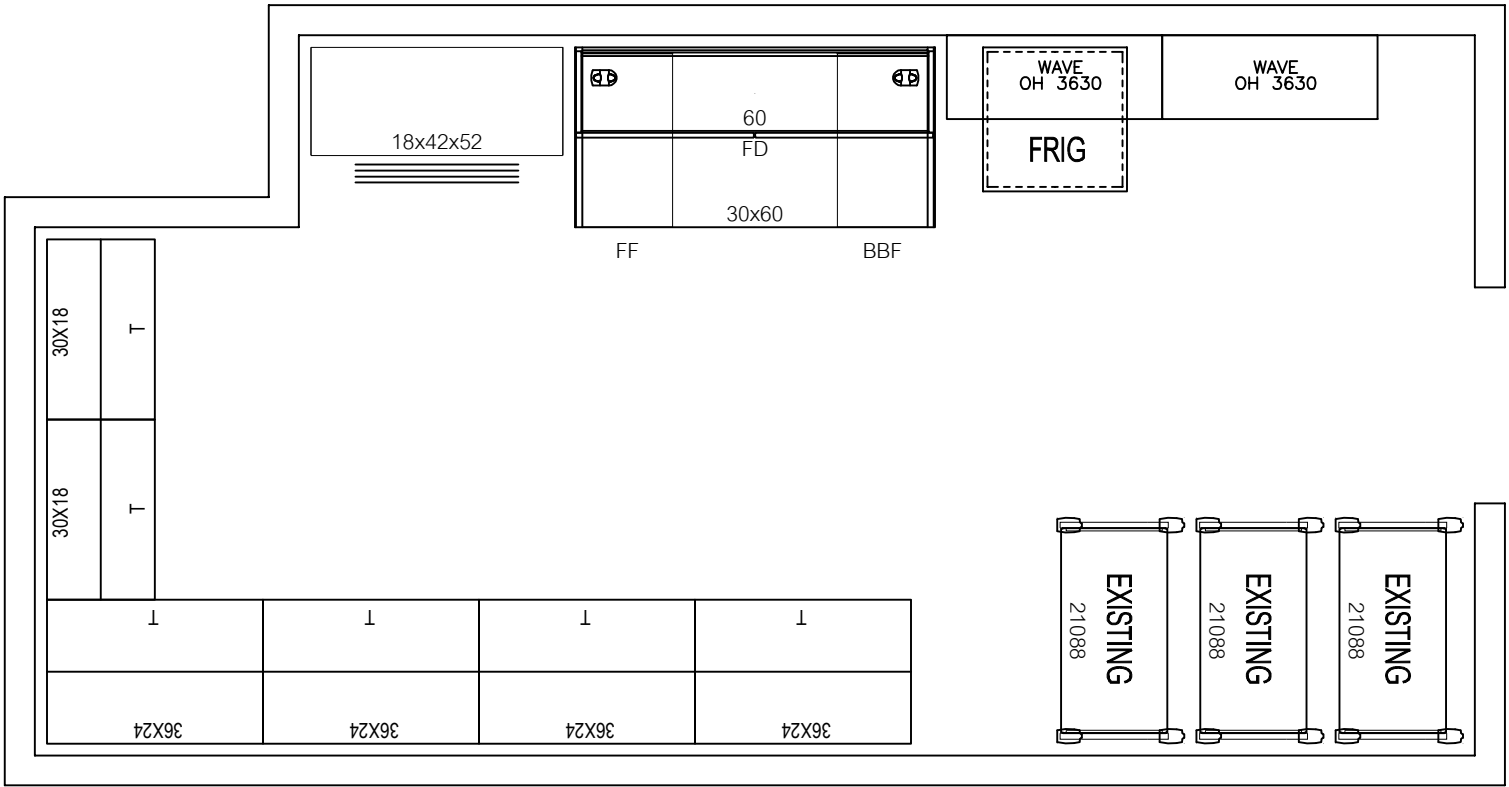 WAVE
OH 3630
WAVE
OH 3630
18x42x52
60
FD
FRIG
30x60
FF
BBF
30X18
T
30X18
T
T
T
T
T
36X24
36X24
36X24
36X24
EXISTING
21088
EXISTING
21088
EXISTING
21088